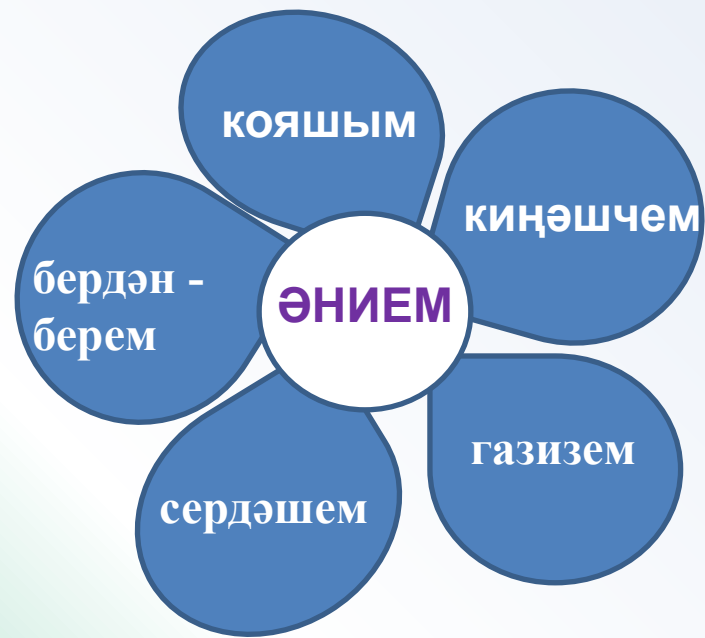 кояшым
киңәшчем
бердән -
берем
ӘНИЕМ
газизем
сердәшем